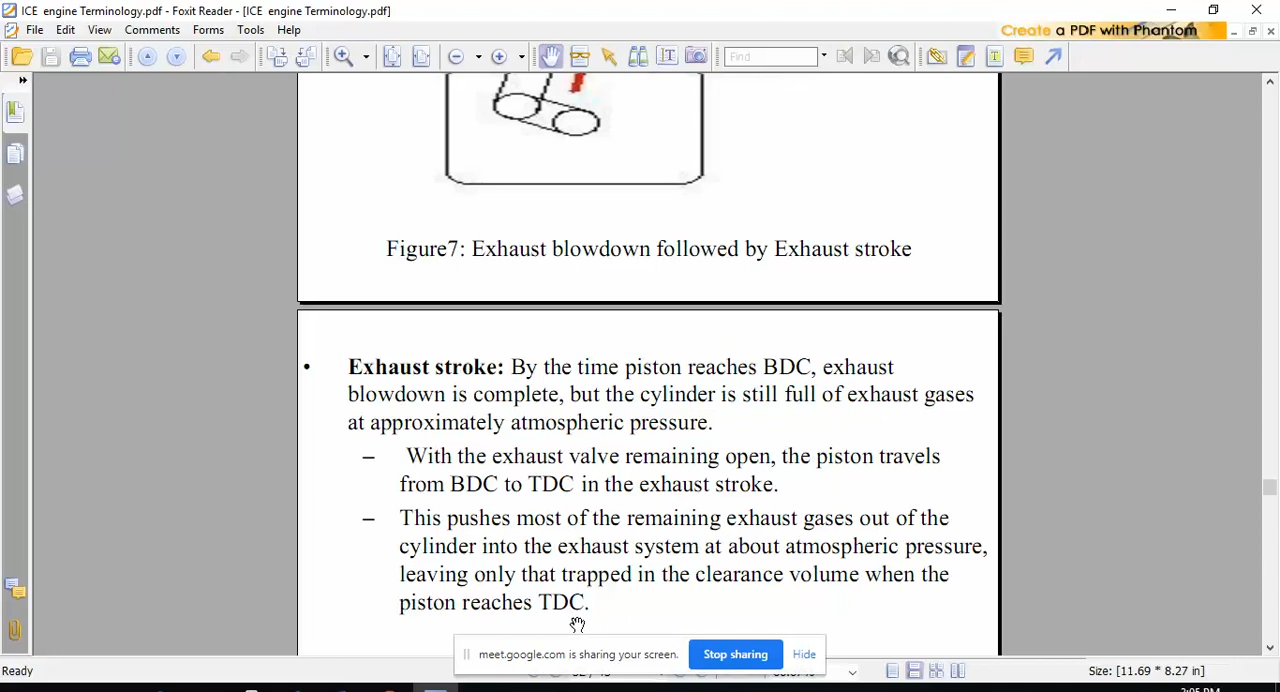 ICE engine Terminology.pdf - Foxit Reader - [ICE engine Terminology.pdf]
File Edit View Comments Forms Tools Help
Create a PDF with Phantom
Find
Figure7: Exhaust blowdown followed by Exhaust stroke
• Exhaust stroke: By the time piston reaches BDC, exhaust
blowdown is complete, but the cylinder is still full of exhaust gases
at approximately atmospheric pressure.
– With the exhaust valve remaining open, the piston travels
from BDC to TDC in the exhaust stroke.
– This pushes most of the remaining exhaust gases out of the
cylinder into the exhaust system at about atmospheric pressure,
leaving only that trapped in the clearance volume when the
piston reaches TDC.
meet.google.com is sharing your screen. Stop sharing Hide
Ready
Size: [11.69 * 8.27 in]